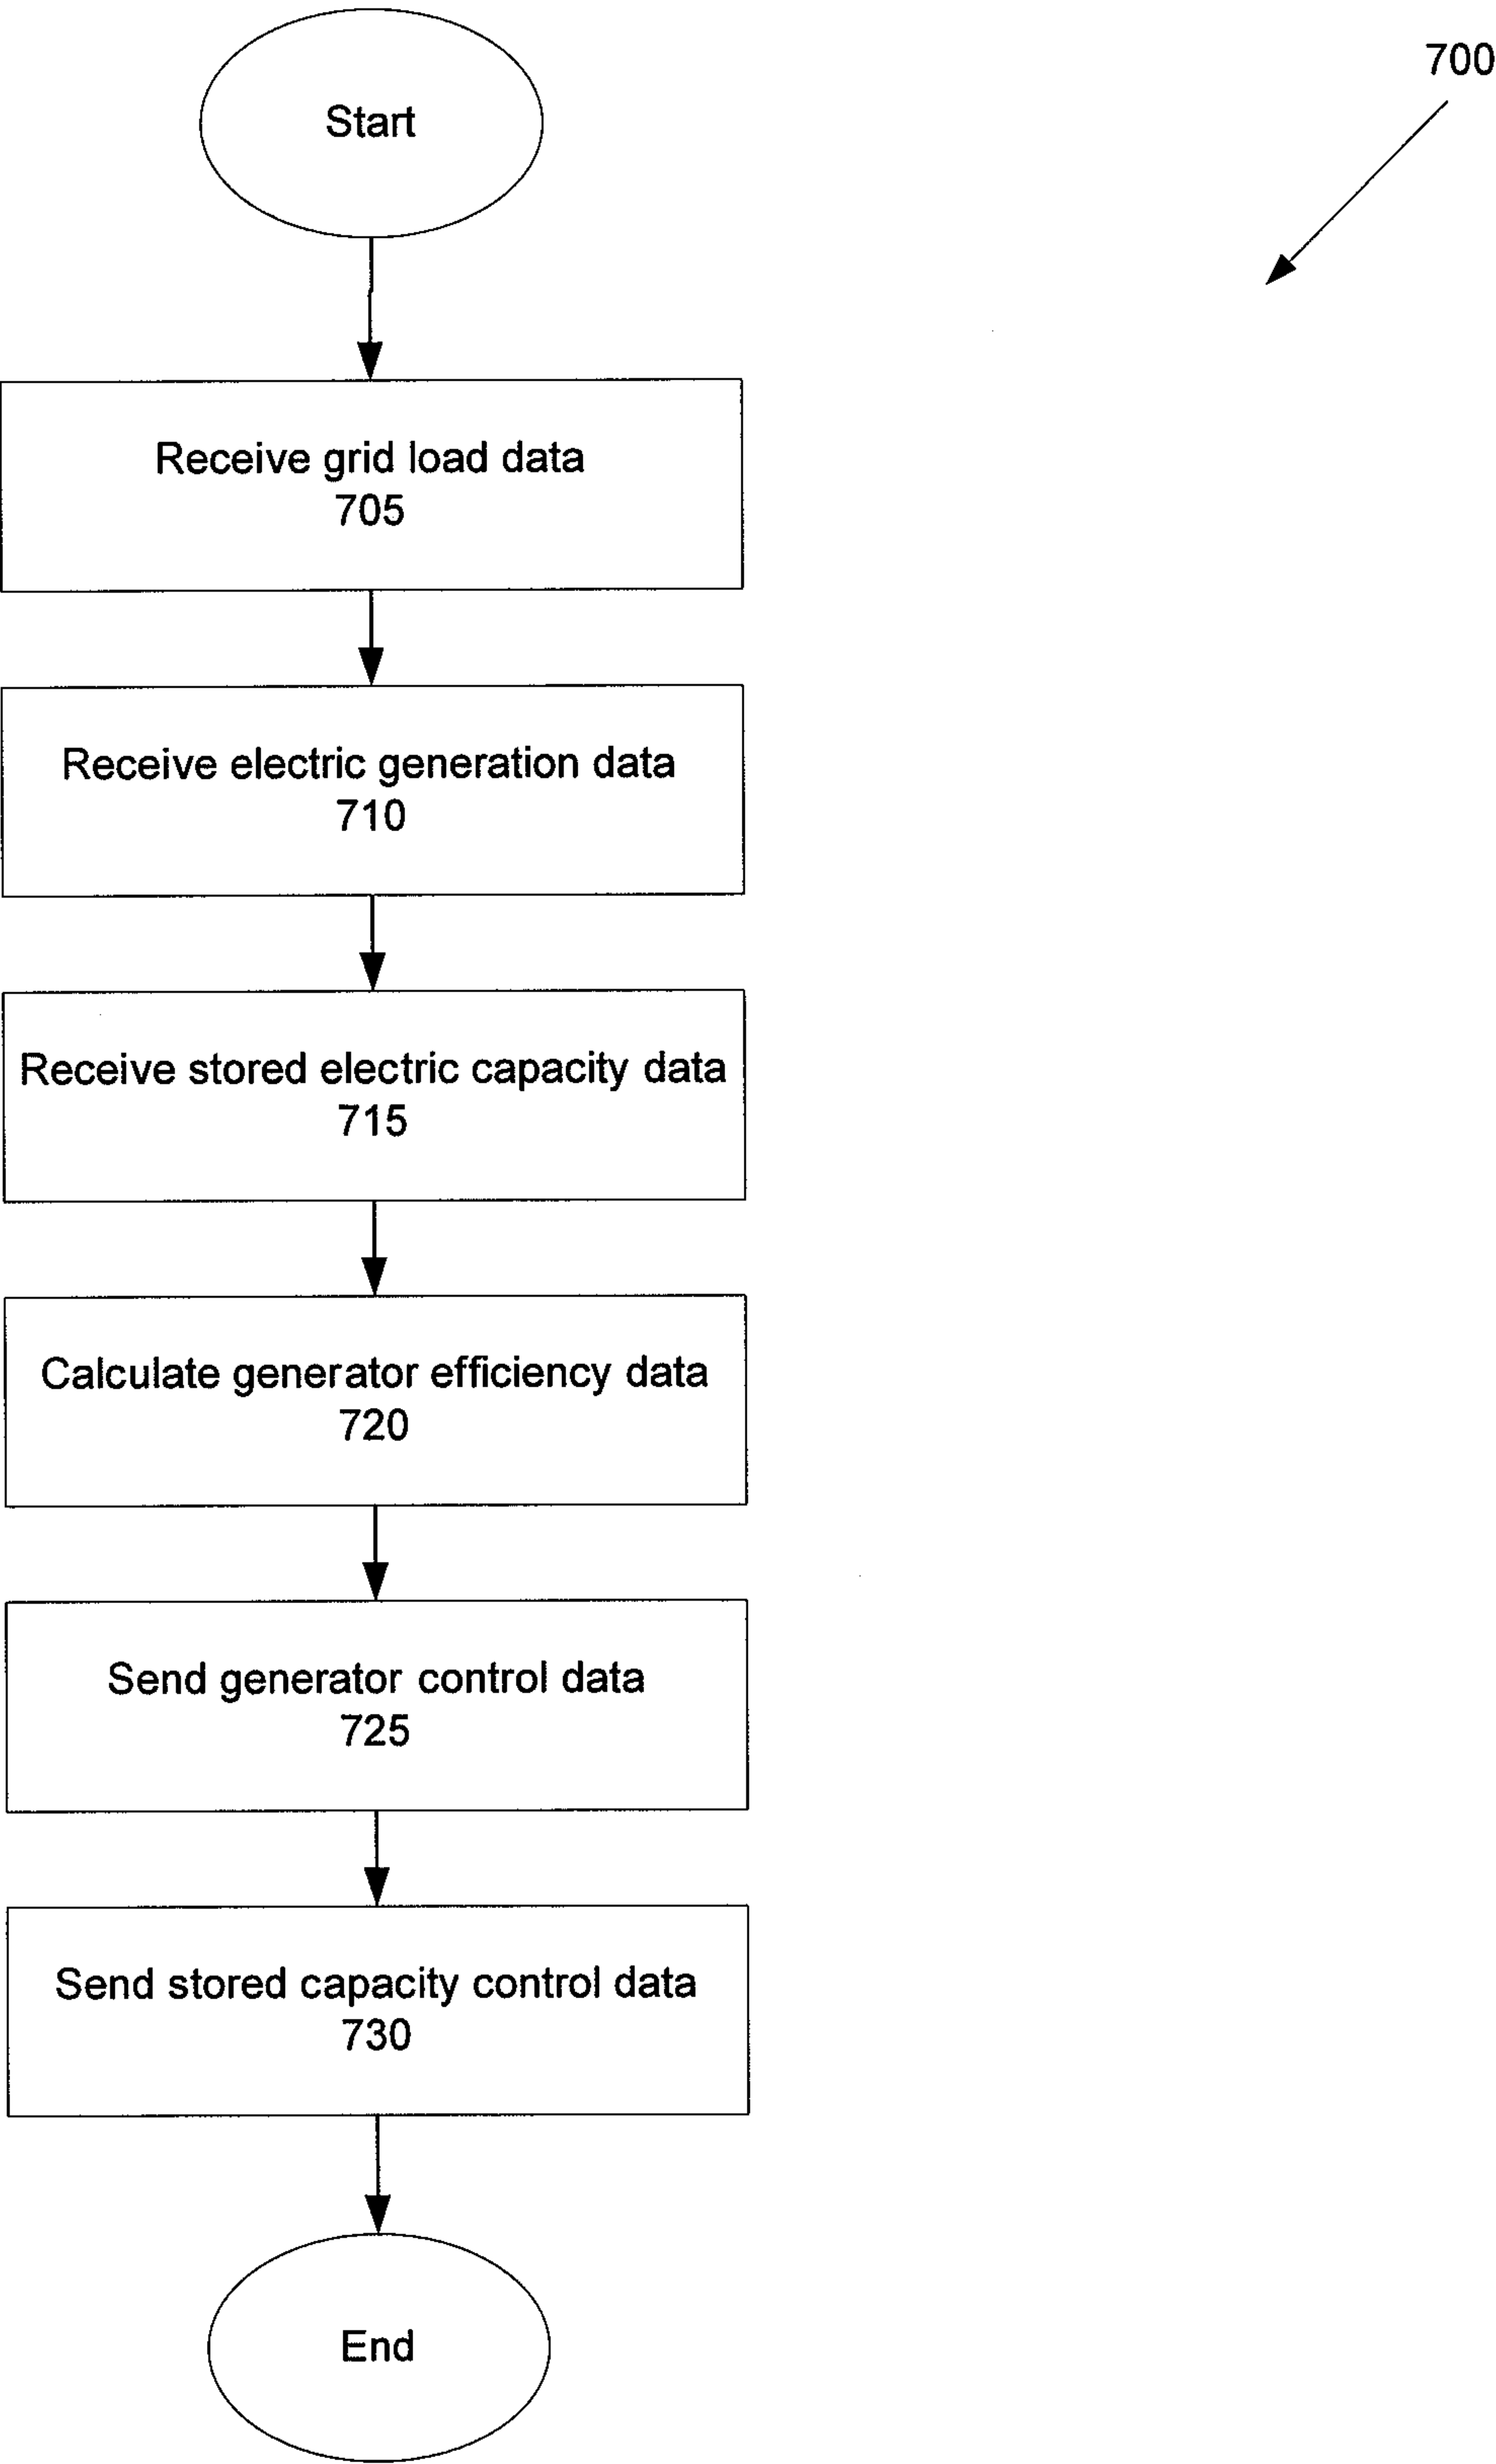 700
Start
Receive grid load data
705
Receive electric generation data
710
Receive stored electric capacity data
715
Calculate generator efficiency data
720
Send generator control data
725
Send stored capacity control data
730
End